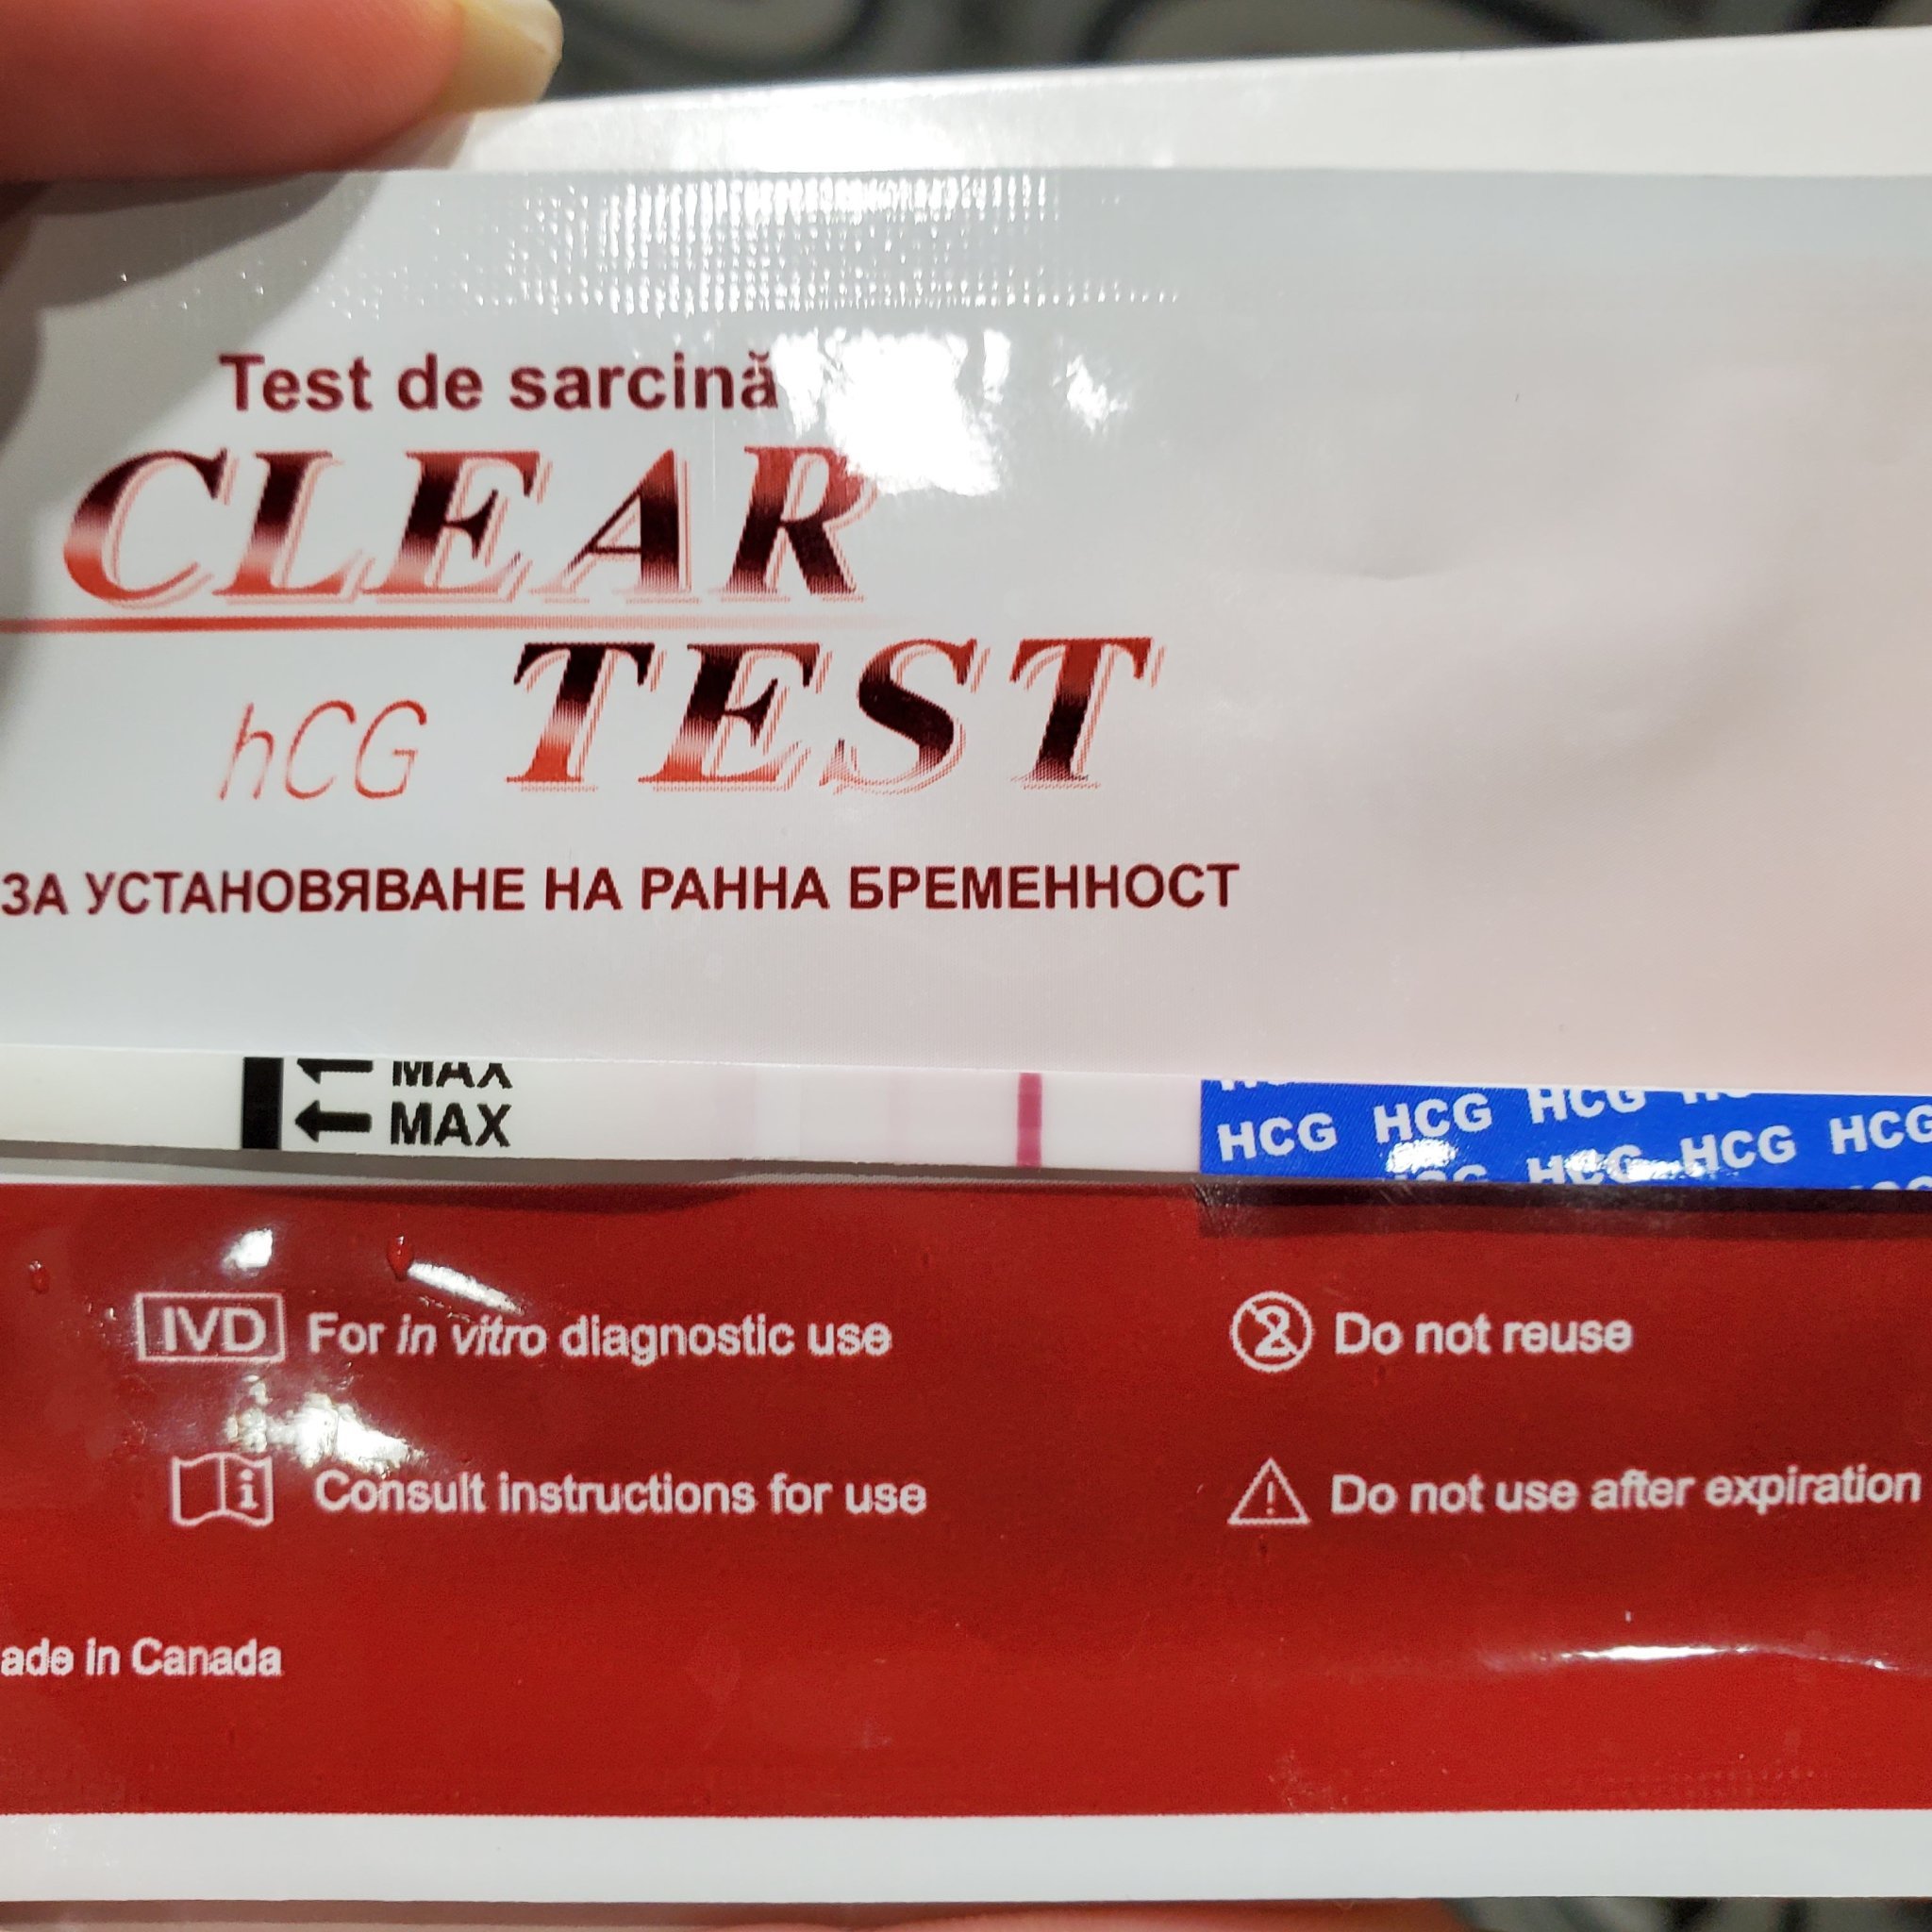 Test de sarcină
CLEAR
hCG TEST
ЗА УСТАНОВЯВАНЕ НА РАННА БРЕМЕННОСТ
MAX
MAX
HCG HCG HCG
HCG HCG HCG
IVD For in vitro diagnostic use
Do not reuse
Consult instructions for use
Do not use after expiration
ade in Canada